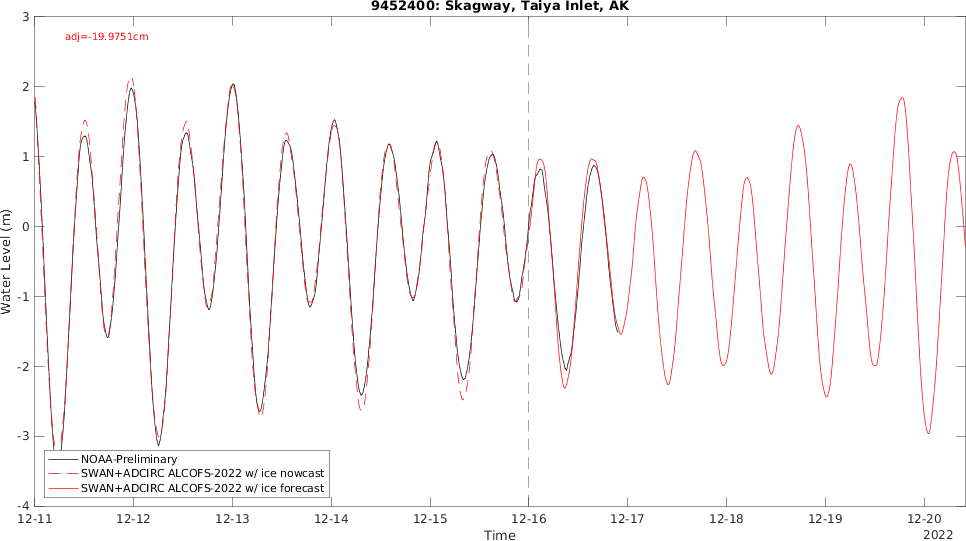 9452400: Skagway, Taiya Inlet, AK
adj=-19.9751cm
3
2
1
0
-1
-2
-3
-4
Water Level (m)
NOAA-Preliminary
SWAN+ADCIRC ALCOFS-2022 w/ ice nowcast
SWAN+ADCIRC ALCOFS-2022 w/ ice forecast
12-11 12-12 12-13 12-14 12-15 12-16 12-17 12-18 12-19 12-20
Time
2022